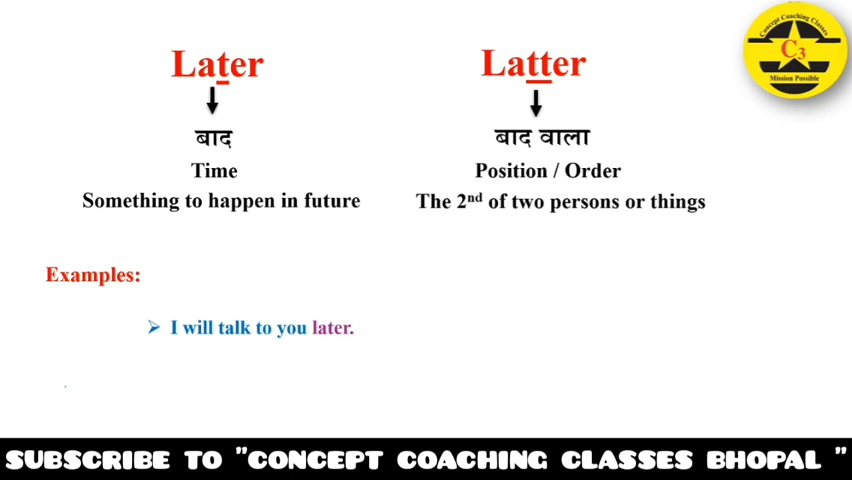 Later
Latter
Concept Coaching Classes
C3
Mission Possible
बाद
बाद वाला
Time
Position / Order
Something to happen in future
The 2nd of two persons or things
Examples:
➢ I will talk to you later.
SUBSCRIBE TO "CONCEPT COACHING CLASSES BHOPAL "